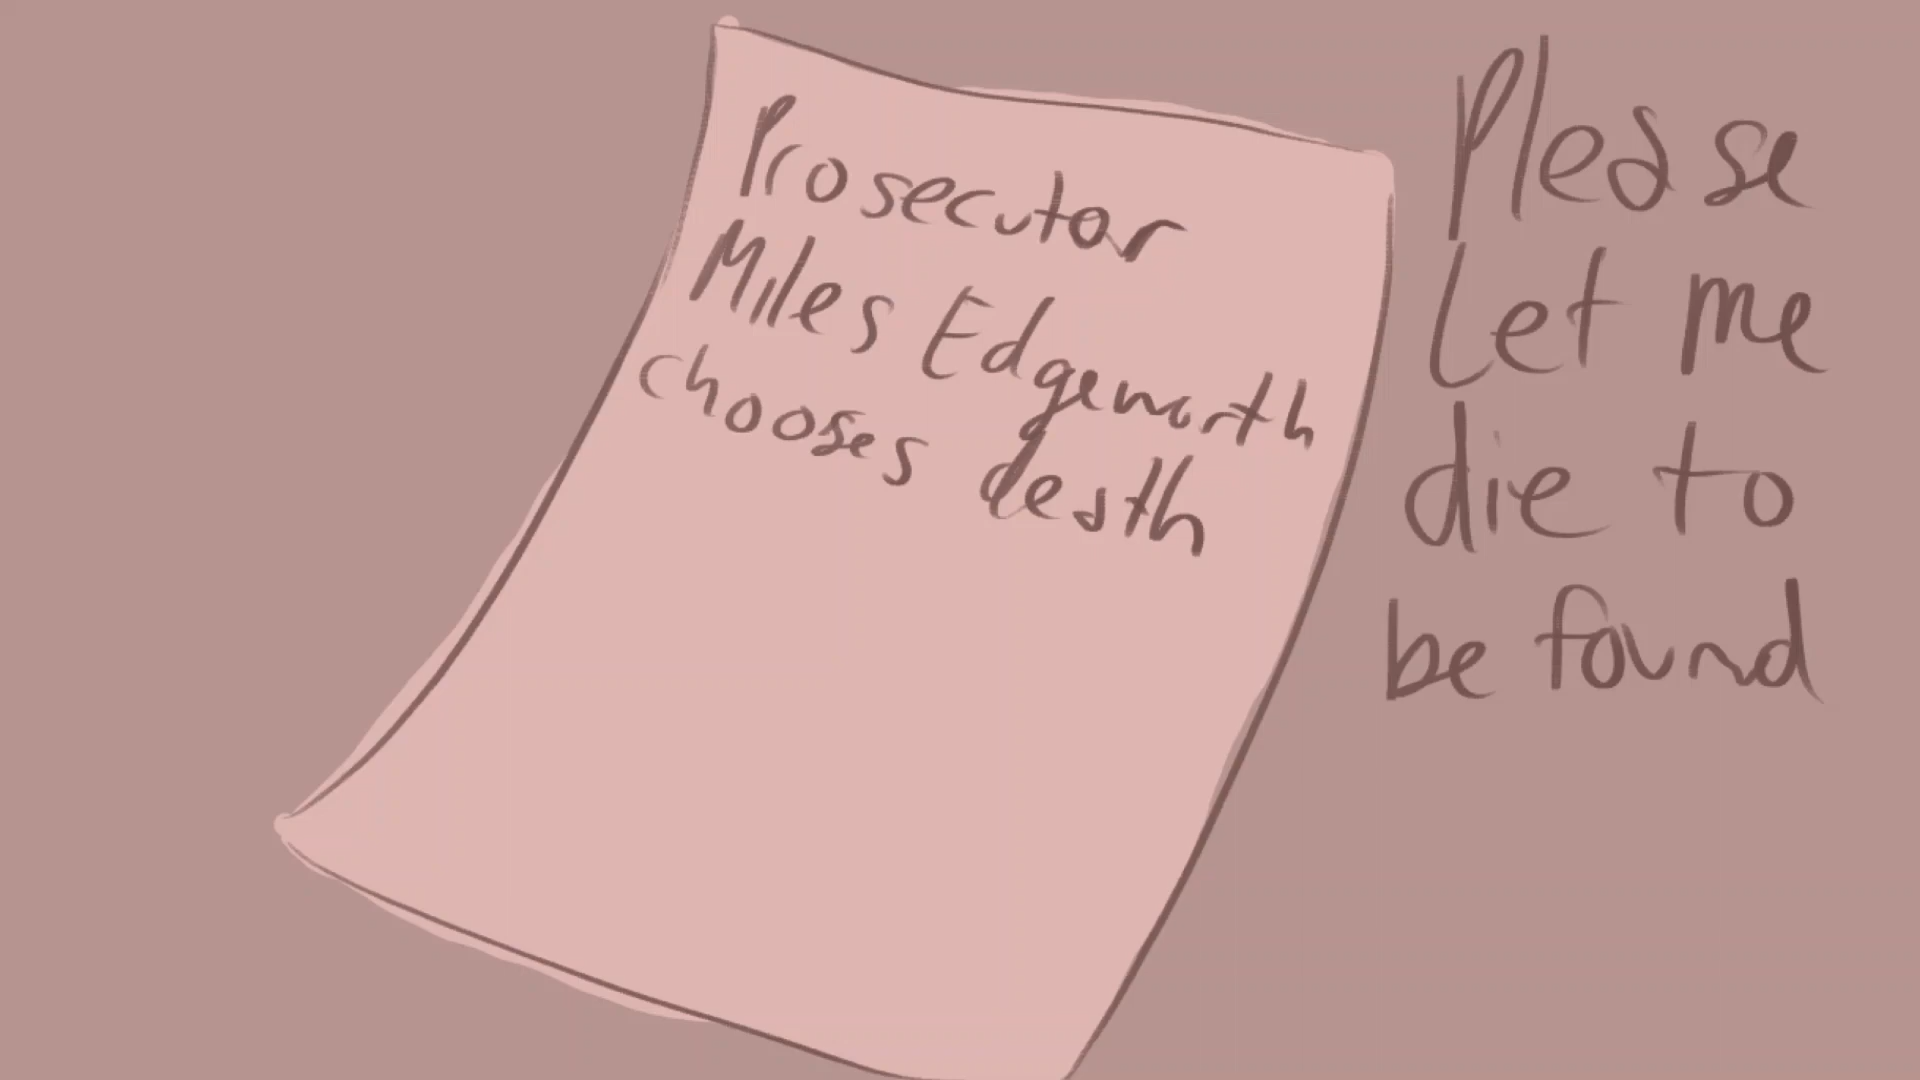 Prosecutor
Miles Edgeworth
chooses death
Please
let me
die to
be found